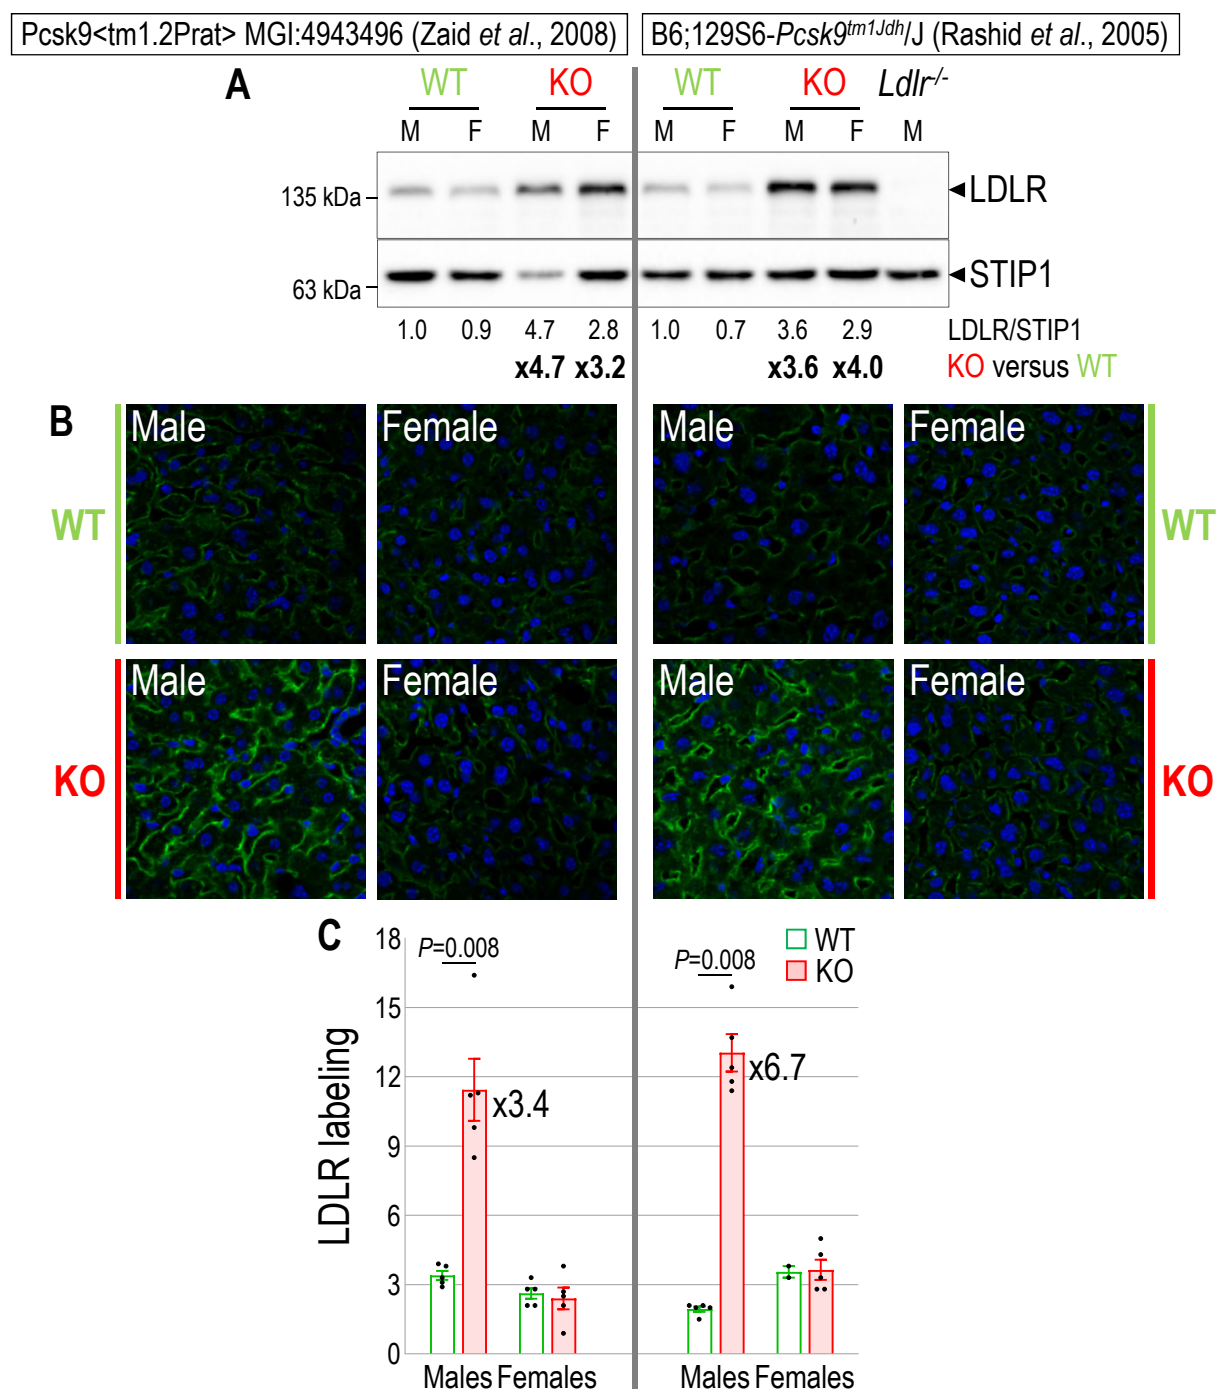 Pcsk9<tm1.2Prat> MGI:4943496 (Zaid et al., 2008)
B6;129S6-Pcsk9tm1Jdh/J (Rashid et al., 2005)
A
WT KO WT KO Ldlr-/-
M F M F M F M F M
135 kDa
LDLR
63 kDa
STIP1
1.0 0.9 4.7 2.8 1.0 0.7 3.6 2.9 LDLR/STIP1
x4.7 x3.2 x3.6 x4.0 KO versus WT
B
Male Female Male Female
WT WT
Male Female Male Female
KO KO
C
18
15
12
9
6
3
0
LDLR labeling
P=0.008
x3.4
P=0.008
x6.7
WT
KO
Males Females Males Females